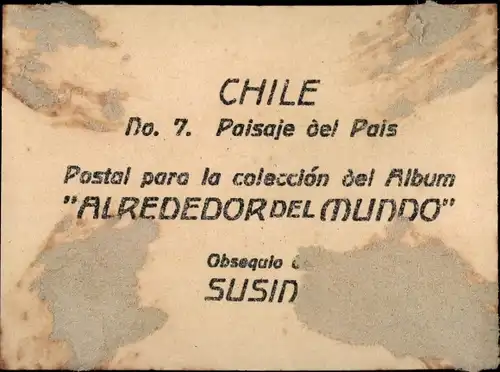 CHILE
No. 7. Paisaje del Pais
Postal para la colección del Album
"ALREDEDOR DEL MUNDO"
Obsequio
SUSIN